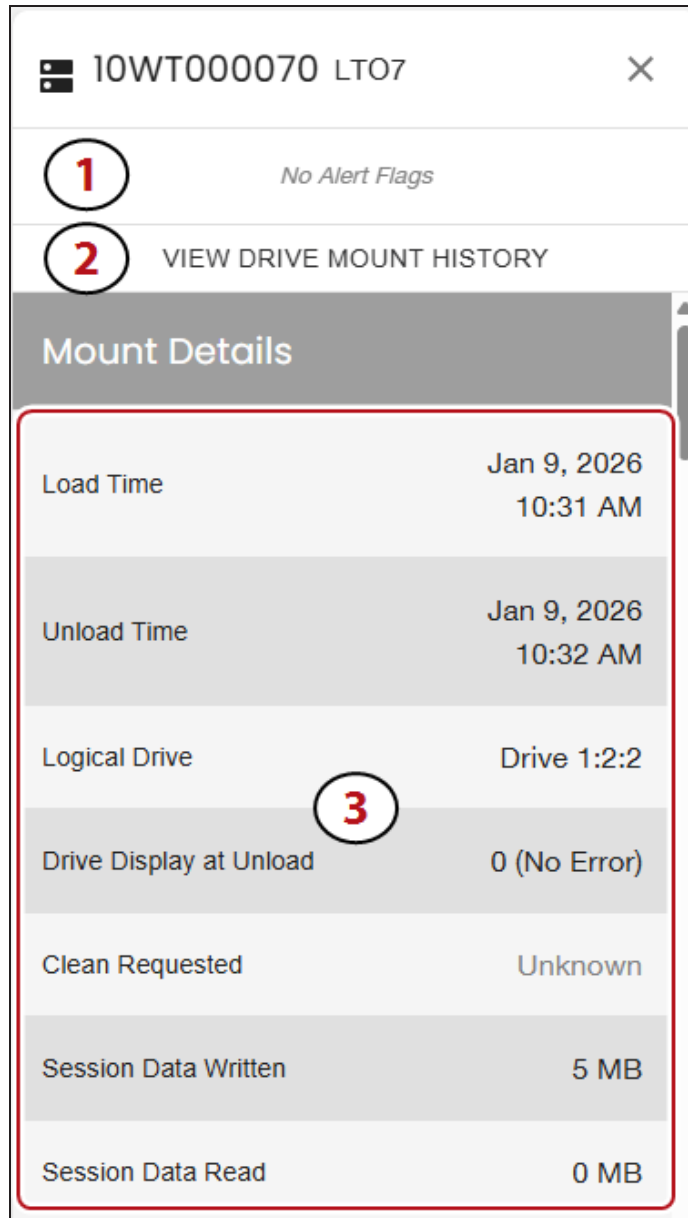 10WT000070 LTO7
1
No Alert Flags
2
VIEW DRIVE MOUNT HISTORY
Mount Details
Load Time
Jan 9, 2026
10:31 AM
Unload Time
Jan 9, 2026
10:32 AM
Logical Drive
Drive 1:2:2
3
Drive Display at Unload
0 (No Error)
Clean Requested
Unknown
Session Data Written
5 MB
Session Data Read
0 MB